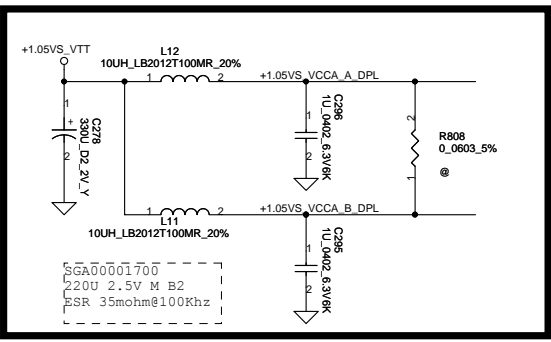 +1.05VS_VTT
L12
10UH_LB2012T100MR_20%
1
2
+1.05VS_VCCA_A_DPL
1
+
2
C278
330U_D2_2V_Y
1
2
C296
1U_0402_6.3V6K
2
1
R808
0_0603_5%
@
1
2
+1.05VS_VCCA_B_DPL
L11
10UH_LB2012T100MR_20%
1
2
C295
1U_0402_6.3V6K
SGA00001700
220U 2.5V M B2
ESR 35mohm@100Khz